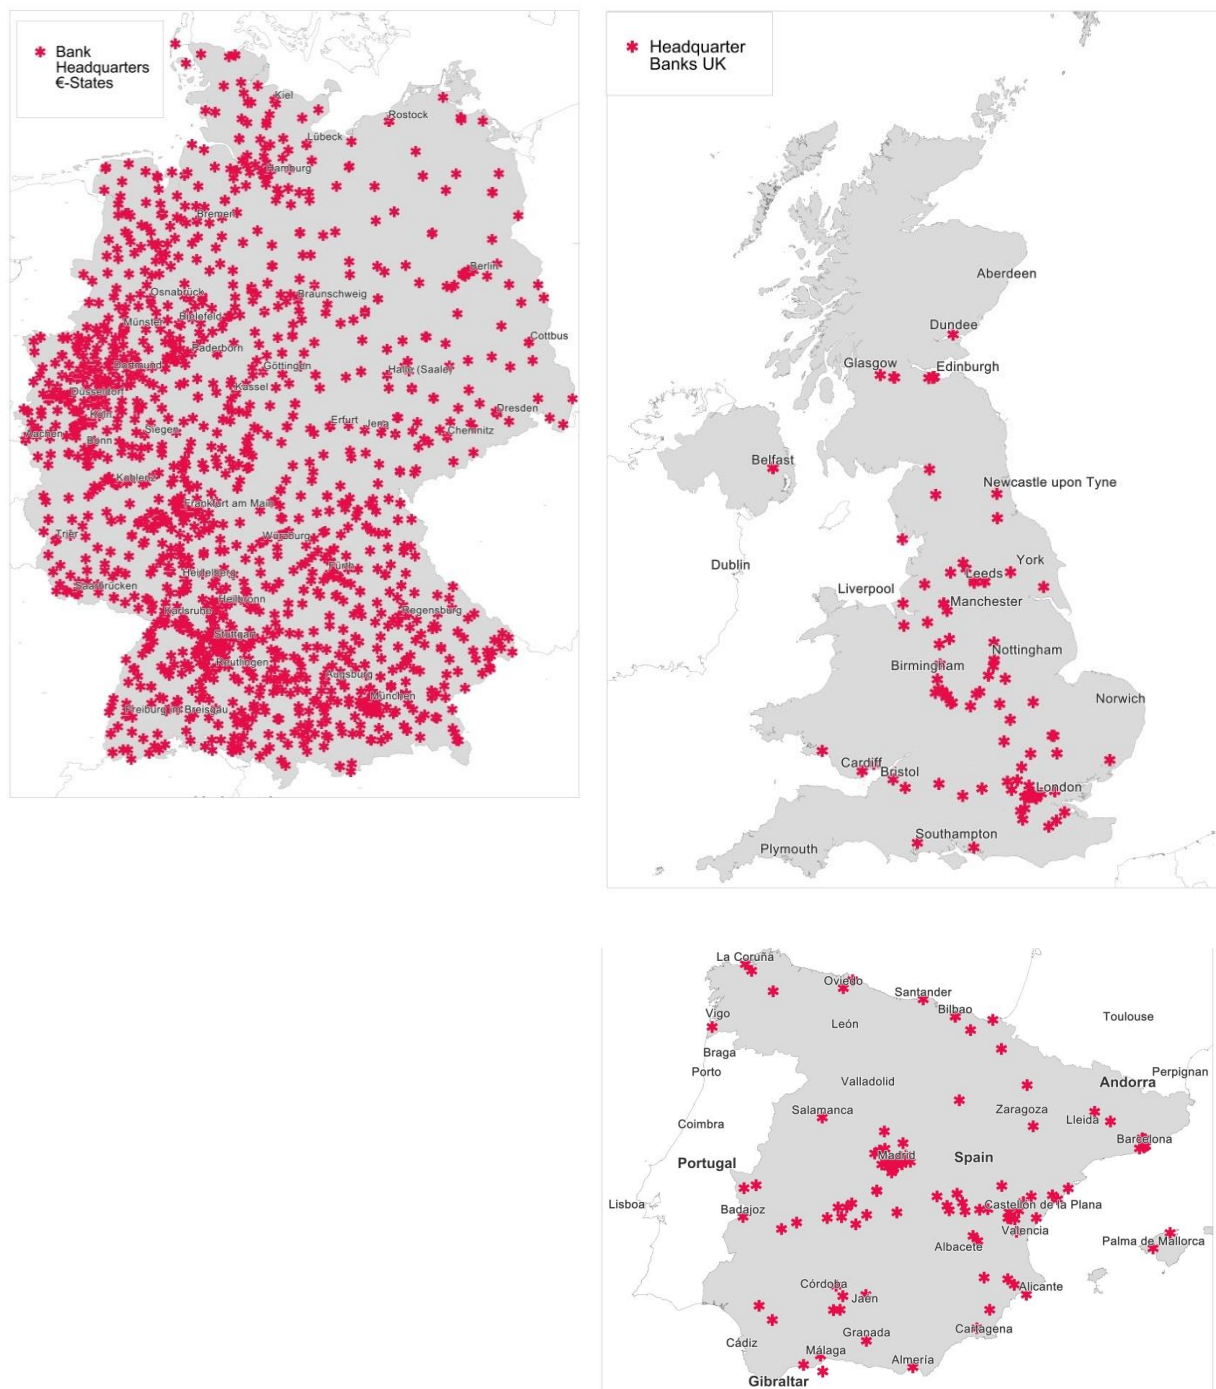 Bank
Headquarters
€-States
Kiel
Rostock
Lübeck
Hamburg
Bremen
Berlin
Osnabrück
Braunschweig
Münster
Bielefeld
Cottbus
Paderborn
Dortmund
Göttingen
Halle (Saale)
Kassel
Düsseldorf
Dresden
Köln
Erfurt
Jena
Siegen
Chemnitz
Aachen
Bonn
Koblenz
Frankfurt am Main
Trier
Würzburg
Fürth
Heidelberg
Saarbrücken
Heilbronn
Karlsruhe
Regensburg
Stuttgart
Reutlingen
Augsburg
München
Freiburg im Breisgau
Headquarter
Banks UK
Aberdeen
Dundee
Glasgow
Edinburgh
Belfast
Newcastle upon Tyne
Dublin
York
Leeds
Liverpool
Manchester
Nottingham
Birmingham
Norwich
Cardiff
Bristol
London
Southampton
Plymouth
La Coruña
Oviedo
Santander
Bilbao
Vigo
León
Toulouse
Braga
Porto
Perpignan
Valladolid
Andorra
Salamanca
Zaragoza
Lleida
Coimbra
Barcelona
Madrid
Spain
Portugal
Lisboa
Badajoz
Castellón de la Plana
Valencia
Palma de Mallorca
Albacete
Córdoba
Alicante
Jaén
Cartagena
Granada
Cádiz
Málaga
Almería
Gibraltar